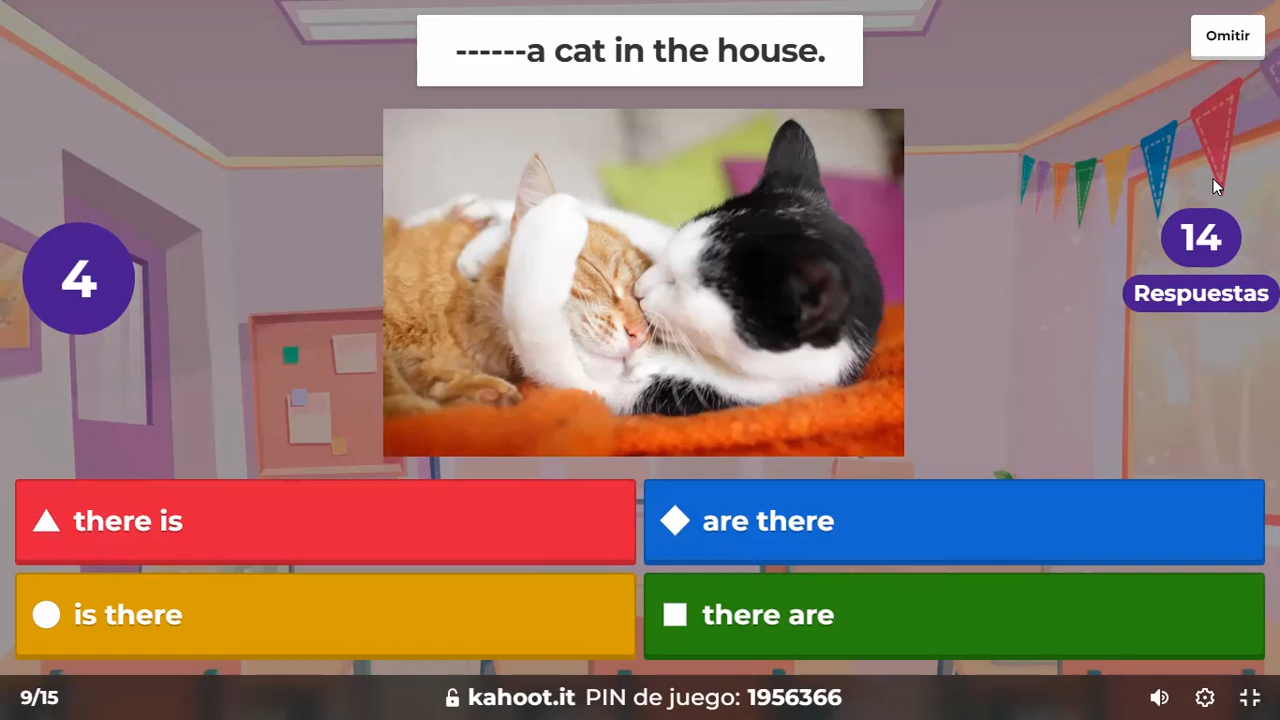 ------a cat in the house.
Omitir
4
14
Respuestas
there is
are there
is there
there are
9/15
kahoot.it PIN de juego: 1956366